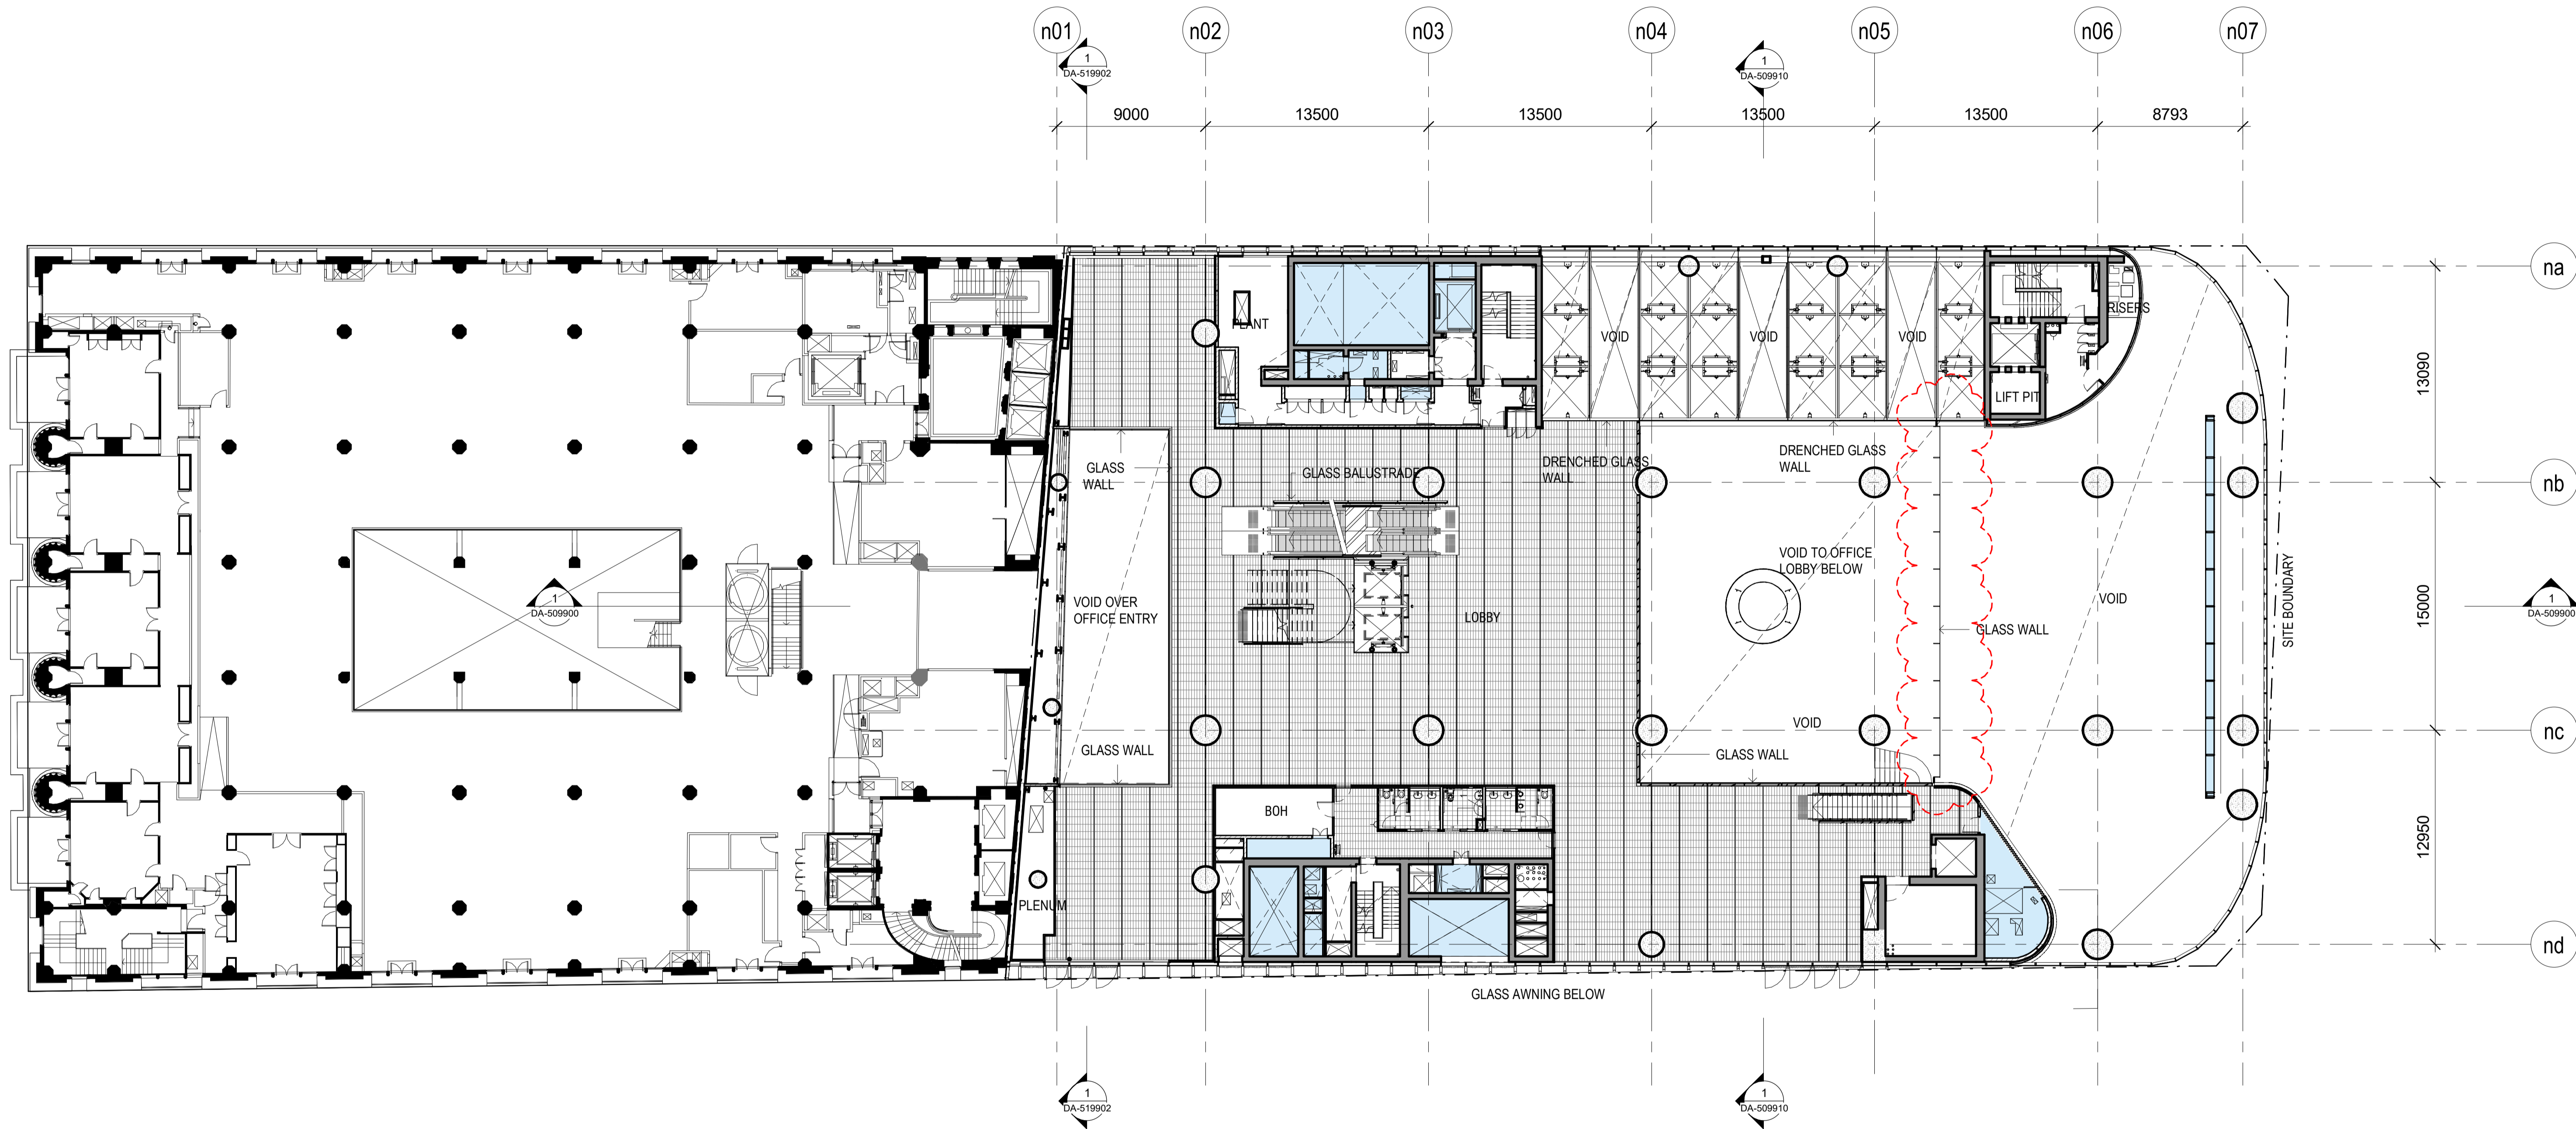 n01
n02
n03
n04
n05
n06
n07
1
DA-519902
1
DA-509910
9000
13500
13500
13500
13500
8793
na
nb
nc
nd
13090
15000
12950
PLANT
VOID
VOID
VOID
RISERS
LIFT PIT
GLASS
WALL
GLASS BALUSTRADE
DRENCHED GLASS
WALL
DRENCHED GLASS
WALL
VOID OVER
OFFICE ENTRY
VOID TO OFFICE
LOBBY BELOW
LOBBY
VOID
GLASS WALL
SITE BOUNDARY
1
DA-509900
1
DA-509900
VOID
GLASS WALL
GLASS WALL
BOH
PLENUM
GLASS AWNING BELOW
1
DA-519902
1
DA-509910